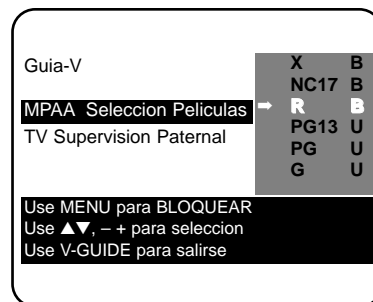 Guia-V
MPAA Seleccion Peliculas
TV Supervision Paternal
➡
X B
NC17 B
R B
PG13 U
PG U
G U
Use MENU para BLOQUEAR
Use ▲▼, – + para seleccion
Use V-GUIDE para salirse